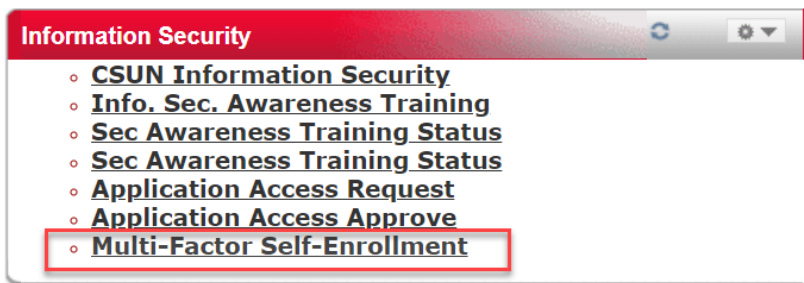 Information Security
CSUN Information Security
Info. Sec. Awareness Training
Sec Awareness Training Status
Sec Awareness Training Status
Application Access Request
Application Access Approve
Multi-Factor Self-Enrollment